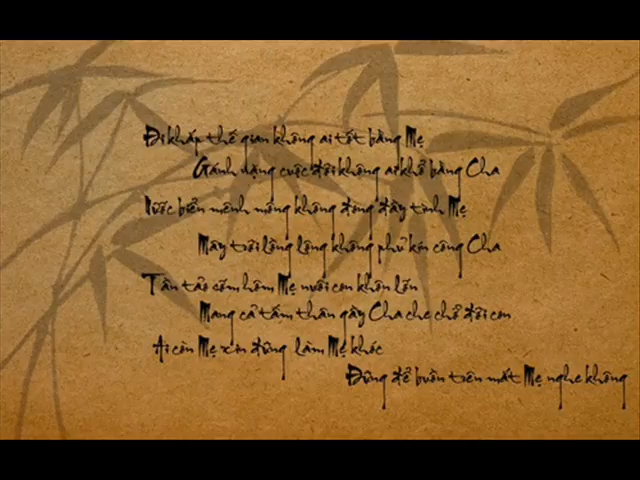 Đi khắp thế gian không ai tốt bằng Mẹ
Gánh nặng cuộc đời không ai khổ bằng Cha
Nước biển mênh mông không đong đầy tình Mẹ
Mây trời lồng lộng không phủ kín công Cha
Tần tảo sớm hôm Mẹ nuôi con khôn lớn
Mang cả tấm thân gầy Cha che chở đời con
Ai còn Mẹ xin đừng làm Mẹ khóc
Đừng để buồn trên mắt Mẹ nghe không